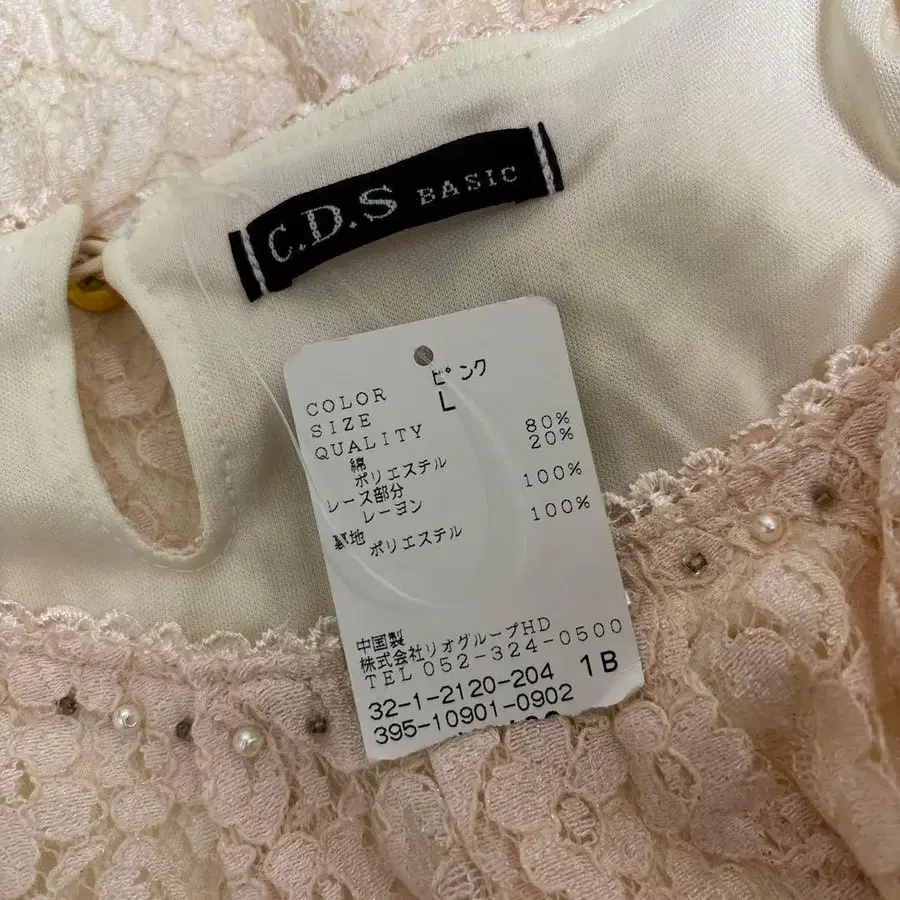 C.D.S BASIC
COLOR ピンク
SIZE L
QUALITY
綿 80%
ポリエステル 20%
レース部分
レーヨン 100%
裏地
ポリエステル 100%
中国製
株式会社リオグループHD
TEL 052-324-0500
32-1-2120-204 1B
395-10901-0902